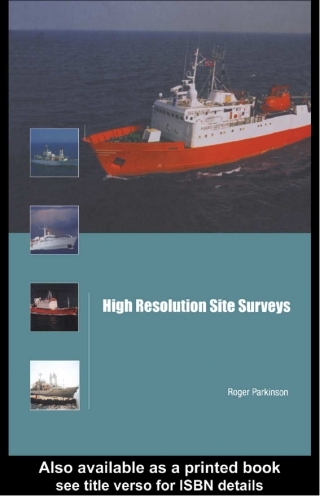 High Resolution Site Surveys
Roger Parkinson
Also available as a printed book
see title verso for ISBN details